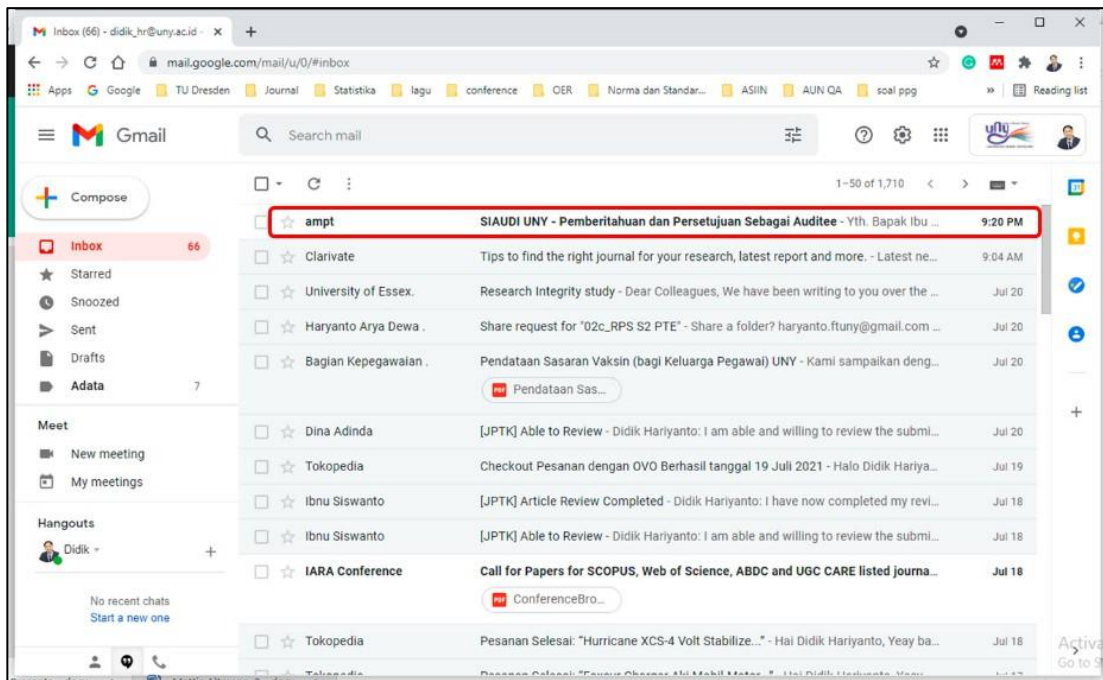 Inbox (66) - didik_hr@uny.ac.id -
mail.google.com/mail/u/0/#inbox
Apps Google TU Dresden Journal Statistika lagu conference OER Norma dan Standar... ASIIN AUN QA soal ppg » Reading list
Gmail Search mail
Compose
1–50 of 1,710
Inbox 66
Starred
Snoozed
Sent
Drafts
Adata 7
Meet
New meeting
My meetings
Hangouts
Didik
No recent chats
Start a new one
ampt SIAUDI UNY - Pemberitahuan dan Persetujuan Sebagai Auditee - Yth. Bapak Ibu ... 9:20 PM
Clarivate Tips to find the right journal for your research, latest report and more. - Latest ne... 9:04 AM
University of Essex. Research Integrity study - Dear Colleagues, We have been writing to you over the ... Jul 20
Haryanto Arya Dewa . Share request for "02c_RPS S2 PTE" - Share a folder? haryanto.ftuny@gmail.com ... Jul 20
Bagian Kepegawaian . Pendataan Sasaran Vaksin (bagi Keluarga Pegawai) UNY - Kami sampaikan deng... Jul 20
PDF Pendataan Sas...
Dina Adinda [JPTK] Able to Review - Didik Hariyanto: I am able and willing to review the submi... Jul 20
Tokopedia Checkout Pesanan dengan OVO Berhasil tanggal 19 Juli 2021 - Halo Didik Hariya... Jul 19
Ibnu Siswanto [JPTK] Article Review Completed - Didik Hariyanto: I have now completed my revi... Jul 18
Ibnu Siswanto [JPTK] Able to Review - Didik Hariyanto: I am able and willing to review the submi... Jul 18
IARA Conference Call for Papers for SCOPUS, Web of Science, ABDC and UGC CARE listed journa... Jul 18
PDF ConferenceBro...
Tokopedia Pesanan Selesai: "Hurricane XCS-4 Volt Stabilize..." - Hai Didik Hariyanto, Yeay ba... Jul 18
uny
31
Activa
Go to S